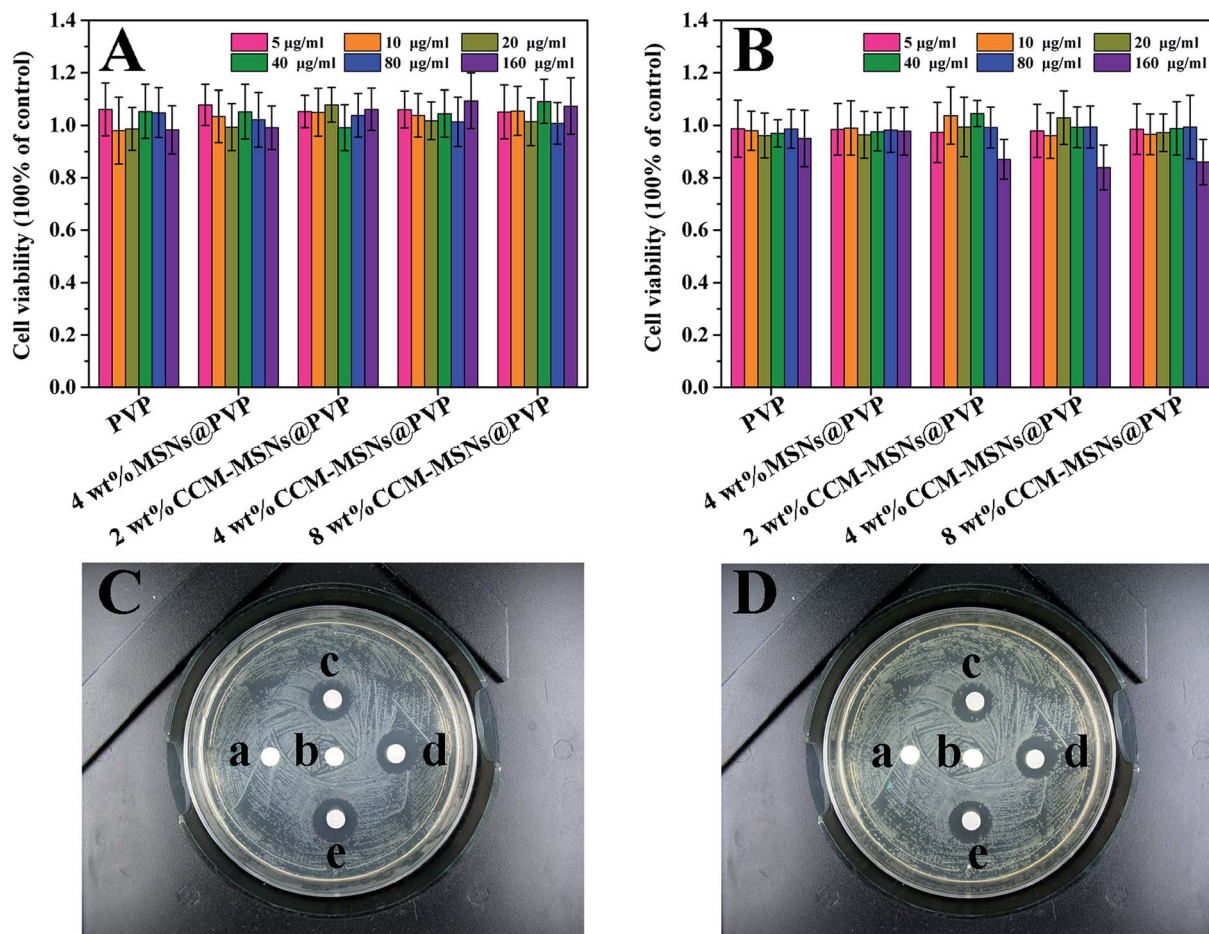 A
5 µg/ml 10 µg/ml 20 µg/ml
40 µg/ml 80 µg/ml 160 µg/ml
Cell viability (100% of control)
1.4
1.2
1.0
0.8
0.6
0.4
0.2
0.0
PVP
4 wt%MSNs@PVP
2 wt%CCM-MSNs@PVP
4 wt%CCM-MSNs@PVP
8 wt%CCM-MSNs@PVP
B
5 µg/ml 10 µg/ml 20 µg/ml
40 µg/ml 80 µg/ml 160 µg/ml
Cell viability (100% of control)
1.4
1.2
1.0
0.8
0.6
0.4
0.2
0.0
PVP
4 wt%MSNs@PVP
2 wt%CCM-MSNs@PVP
4 wt%CCM-MSNs@PVP
8 wt%CCM-MSNs@PVP
C
c
a b d
e
D
c
a b d
e